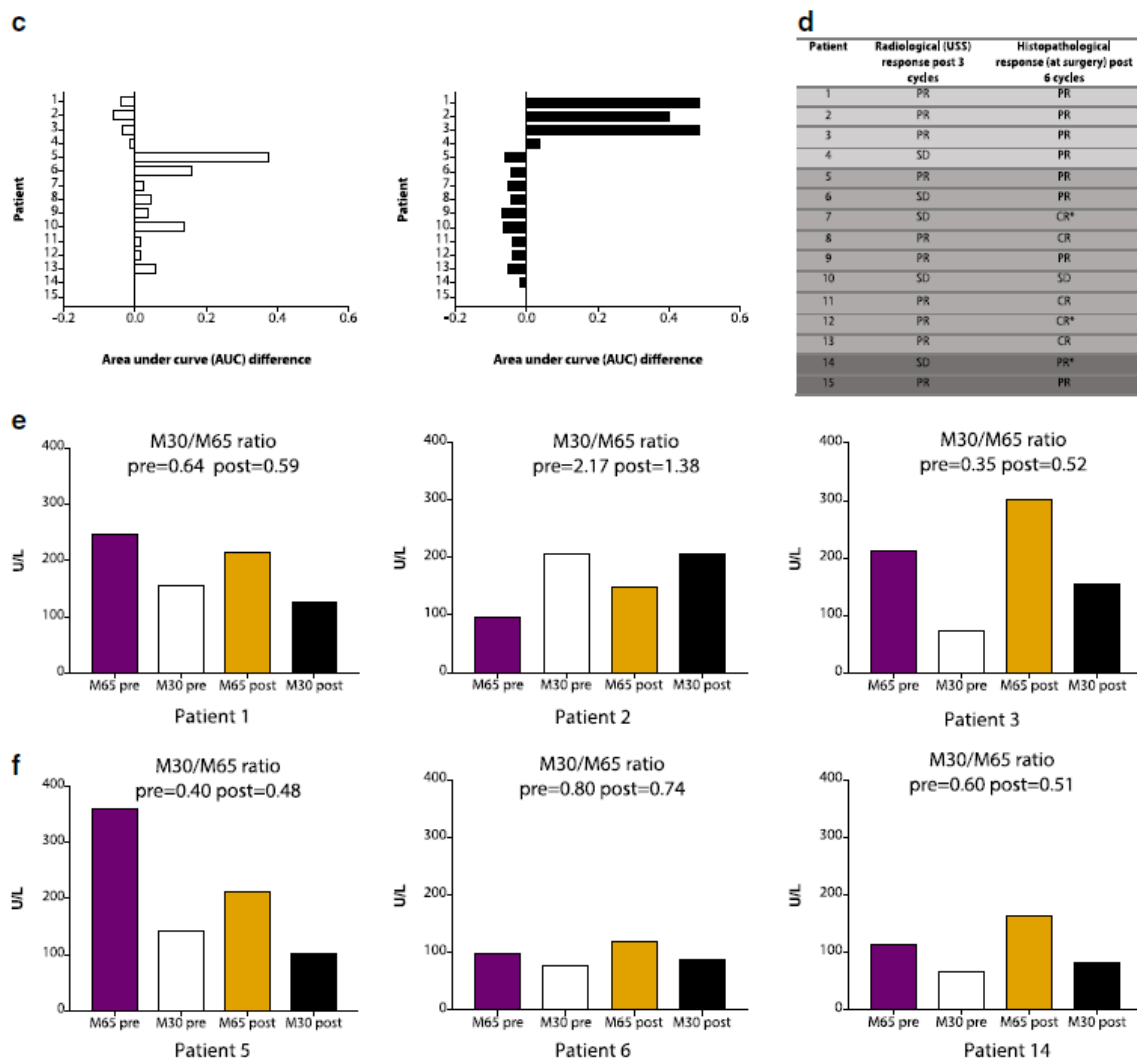 c
Patient
1
2
3
4
5
6
7
8
9
10
11
12
13
14
15
-0.2 0.0 0.2 0.4 0.6
Area under curve (AUC) difference
Patient
1
2
3
4
5
6
7
8
9
10
11
12
13
14
15
-0.2 0.0 0.2 0.4 0.6
Area under curve (AUC) difference
d
Patient Radiological (USS) response post 3 cycles Histopathological response (at surgery) post 6 cycles
1 PR PR
2 PR PR
3 PR PR
4 SD PR
5 PR PR
6 SD PR
7 SD CR*
8 PR CR
9 PR PR
10 SD SD
11 PR CR
12 PR CR*
13 PR CR
14 SD PR*
15 PR PR
e
M30/M65 ratio
pre=0.64 post=0.59
U/L
400
300
200
100
0
M65 pre M30 pre M65 post M30 post
Patient 1
M30/M65 ratio
pre=2.17 post=1.38
U/L
400
300
200
100
0
M65 pre M30 pre M65 post M30 post
Patient 2
M30/M65 ratio
pre=0.35 post=0.52
U/L
400
300
200
100
0
M65 pre M30 pre M65 post M30 post
Patient 3
f
M30/M65 ratio
pre=0.40 post=0.48
U/L
400
300
200
100
0
M65 pre M30 pre M65 post M30 post
Patient 5
M30/M65 ratio
pre=0.80 post=0.74
U/L
400
300
200
100
0
M65 pre M30 pre M65 post M30 post
Patient 6
M30/M65 ratio
pre=0.60 post=0.51
U/L
400
300
200
100
0
M65 pre M30 pre M65 post M30 post
Patient 14